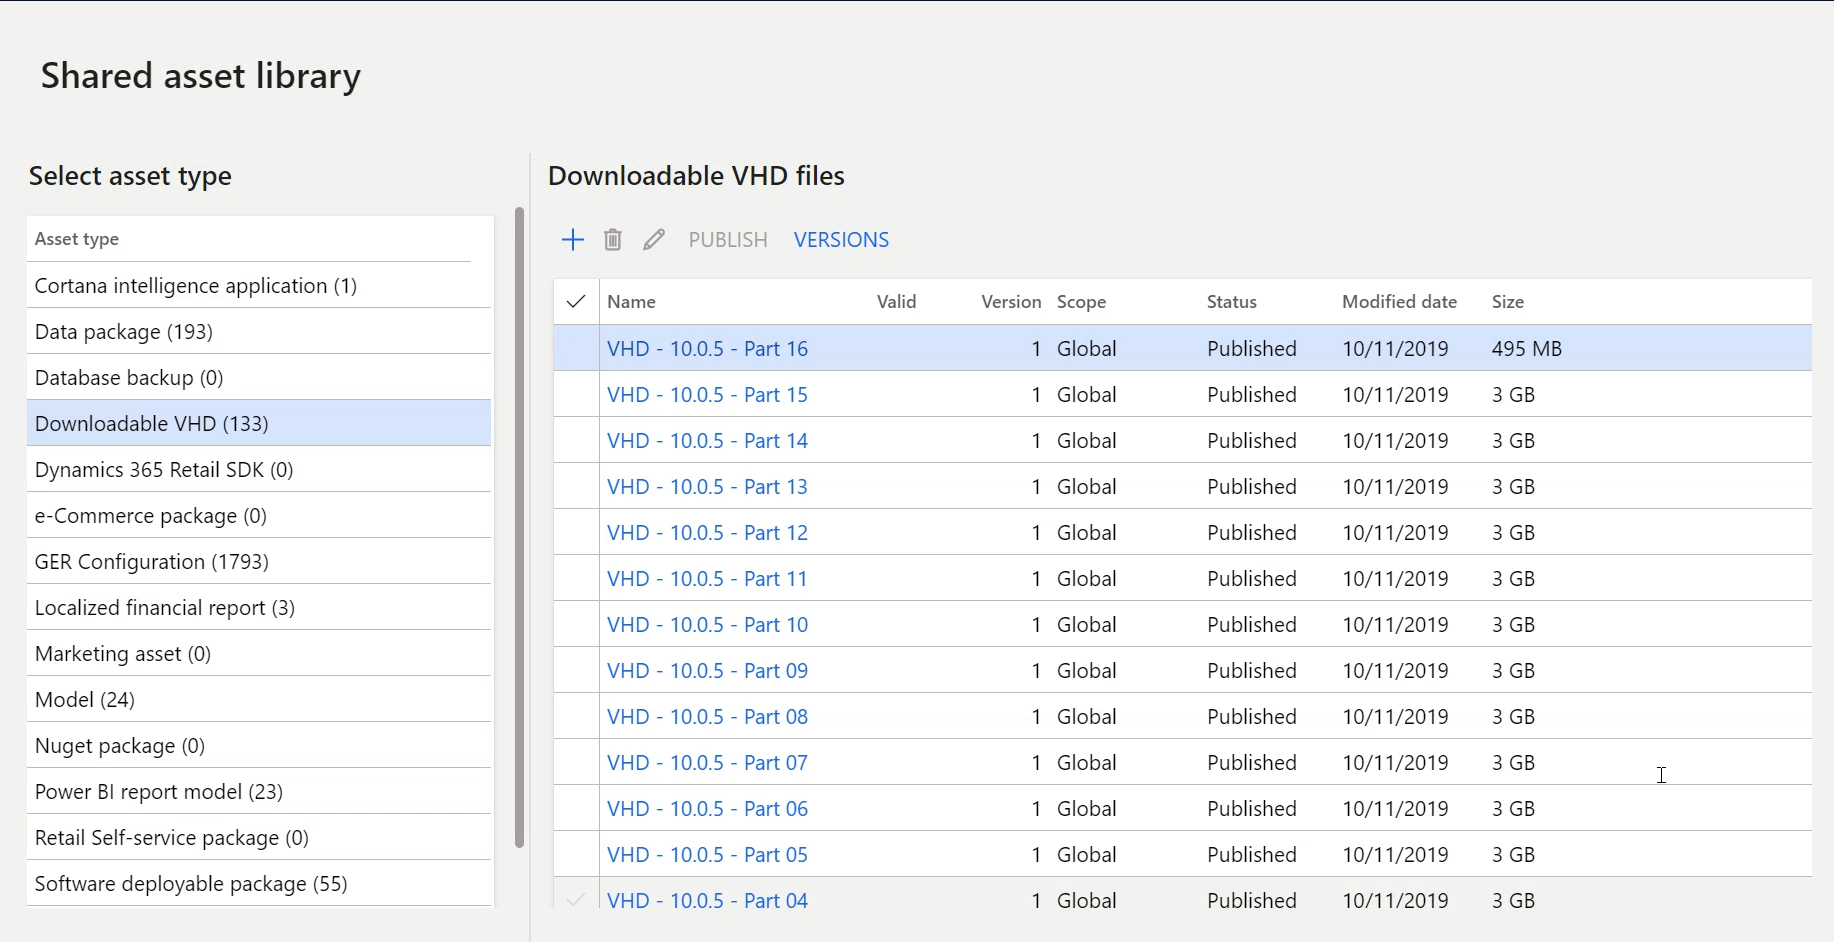 Shared asset library
Select asset type
Asset type
Cortana intelligence application (1)
Data package (193)
Database backup (0)
Downloadable VHD (133)
Dynamics 365 Retail SDK (0)
e-Commerce package (0)
GER Configuration (1793)
Localized financial report (3)
Marketing asset (0)
Model (24)
Nuget package (0)
Power BI report model (23)
Retail Self-service package (0)
Software deployable package (55)
Downloadable VHD files
PUBLISH VERSIONS
Name Valid Version Scope Status Modified date Size
VHD - 10.0.5 - Part 16 1 Global Published 10/11/2019 495 MB
VHD - 10.0.5 - Part 15 1 Global Published 10/11/2019 3 GB
VHD - 10.0.5 - Part 14 1 Global Published 10/11/2019 3 GB
VHD - 10.0.5 - Part 13 1 Global Published 10/11/2019 3 GB
VHD - 10.0.5 - Part 12 1 Global Published 10/11/2019 3 GB
VHD - 10.0.5 - Part 11 1 Global Published 10/11/2019 3 GB
VHD - 10.0.5 - Part 10 1 Global Published 10/11/2019 3 GB
VHD - 10.0.5 - Part 09 1 Global Published 10/11/2019 3 GB
VHD - 10.0.5 - Part 08 1 Global Published 10/11/2019 3 GB
VHD - 10.0.5 - Part 07 1 Global Published 10/11/2019 3 GB
VHD - 10.0.5 - Part 06 1 Global Published 10/11/2019 3 GB
VHD - 10.0.5 - Part 05 1 Global Published 10/11/2019 3 GB
VHD - 10.0.5 - Part 04 1 Global Published 10/11/2019 3 GB